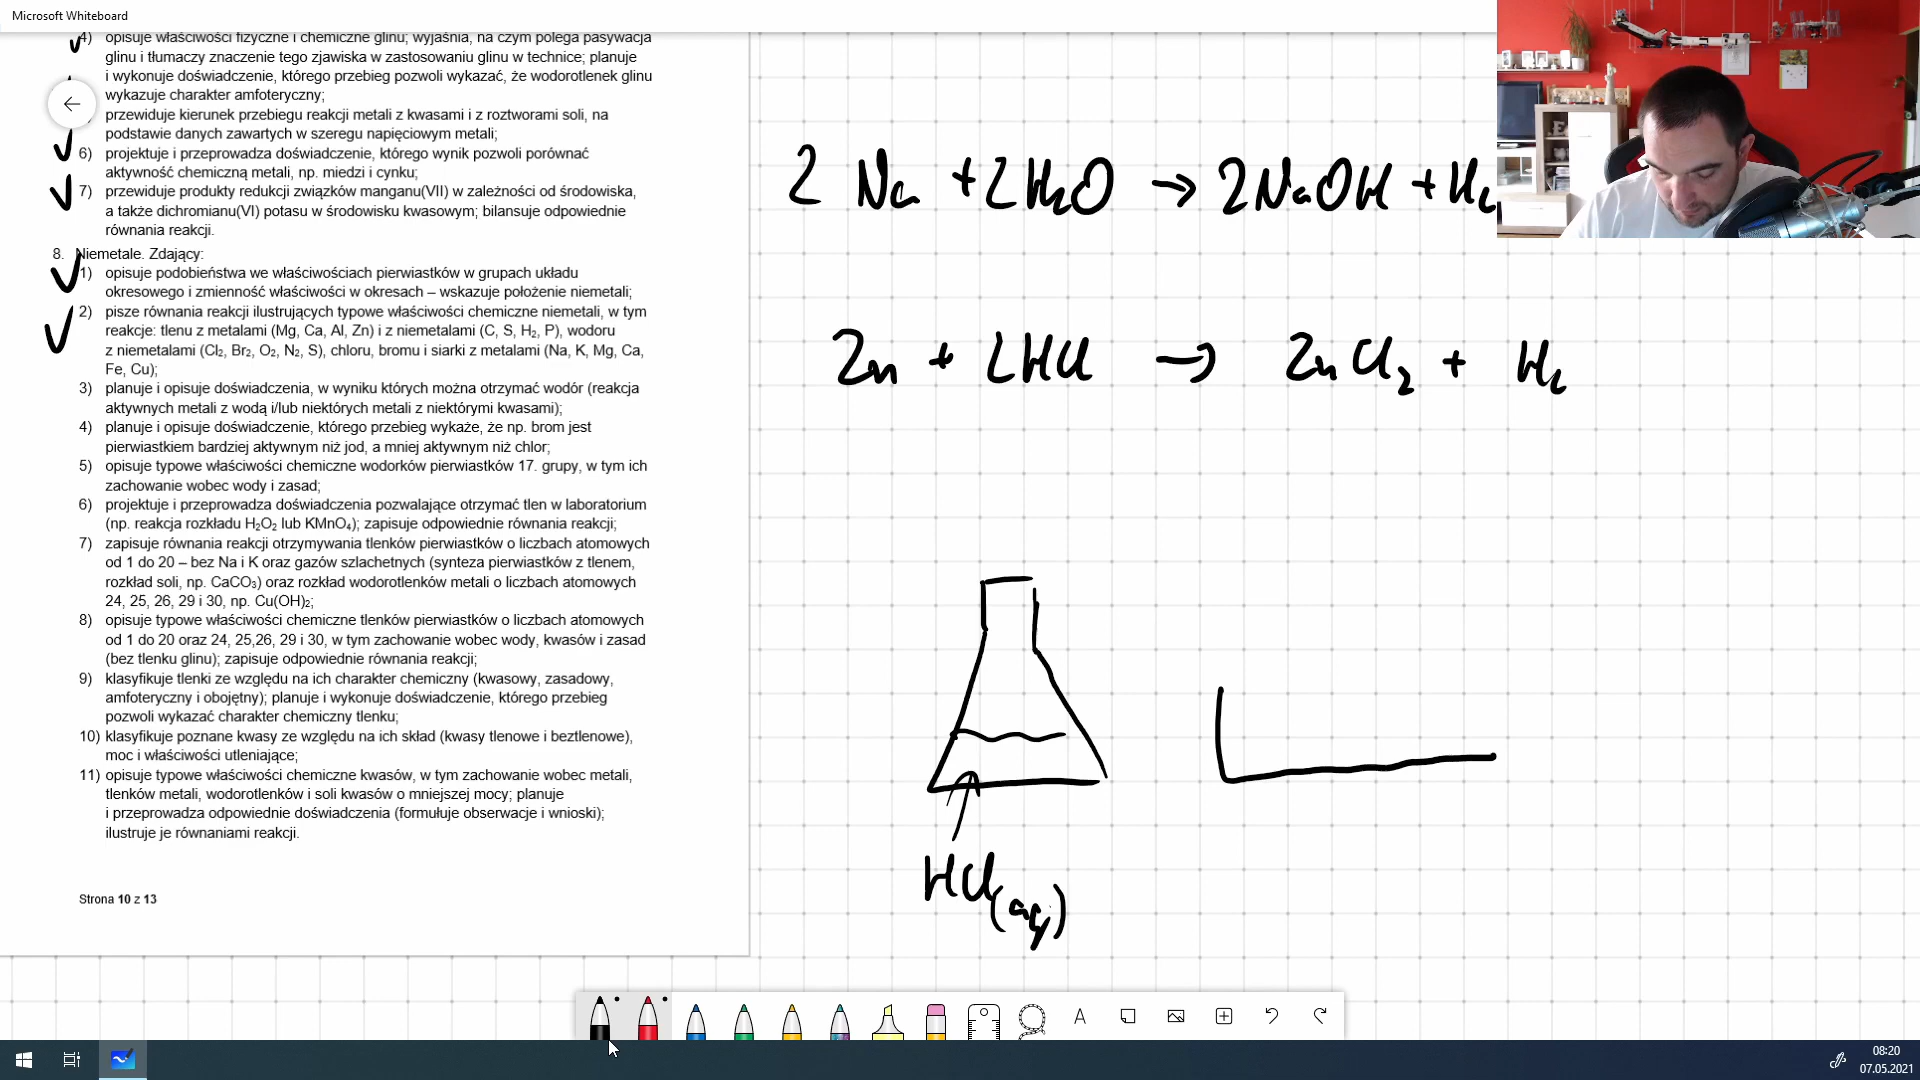 Microsoft Whiteboard
4) opisuje właściwości fizyczne i chemiczne glinu; wyjaśnia, na czym polega pasywacja
glinu i tłumaczy znaczenie tego zjawiska w zastosowaniu glinu w technice; planuje
i wykonuje doświadczenie, którego przebieg pozwoli wykazać, że wodorotlenek glinu
wykazuje charakter amfoteryczny;
przewiduje kierunek przebiegu reakcji metali z kwasami i z roztworami soli, na
podstawie danych zawartych w szeregu napięciowym metali;
6) projektuje i przeprowadza doświadczenie, którego wynik pozwoli porównać
aktywność chemiczną metali, np. miedzi i cynku;
7) przewiduje produkty redukcji związków manganu(VII) w zależności od środowiska,
a także dichromianu(VI) potasu w środowisku kwasowym; bilansuje odpowiednie
równania reakcji.
8. Niemetale. Zdający:
1) opisuje podobieństwa we właściwościach pierwiastków w grupach układu
okresowego i zmienność właściwości w okresach – wskazuje położenie niemetali;
2) pisze równania reakcji ilustrujących typowe właściwości chemiczne niemetali, w tym
reakcje: tlenu z metalami (Mg, Ca, Al, Zn) i z niemetalami (C, S, H₂, P), wodoru
z niemetalami (Cl₂, Br₂, O₂, N₂, S), chloru, bromu i siarki z metalami (Na, K, Mg, Ca,
Fe, Cu);
3) planuje i opisuje doświadczenia, w wyniku których można otrzymać wodór (reakcja
aktywnych metali z wodą i/lub niektórych metali z niektórymi kwasami);
4) planuje i opisuje doświadczenie, którego przebieg wykaże, że np. brom jest
pierwiastkiem bardziej aktywnym niż jod, a mniej aktywnym niż chlor;
5) opisuje typowe właściwości chemiczne wodorków pierwiastków 17. grupy, w tym ich
zachowanie wobec wody i zasad;
6) projektuje i przeprowadza doświadczenia pozwalające otrzymać tlen w laboratorium
(np. reakcja rozkładu H₂O₂ lub KMnO₄); zapisuje odpowiednie równania reakcji;
7) zapisuje równania reakcji otrzymywania tlenków pierwiastków o liczbach atomowych
od 1 do 20 – bez Na i K oraz gazów szlachetnych (synteza pierwiastków z tlenem,
rozkład soli, np. CaCO₃) oraz rozkład wodorotlenków metali o liczbach atomowych
24, 25, 26, 29 i 30, np. Cu(OH)₂;
8) opisuje typowe właściwości chemiczne tlenków pierwiastków o liczbach atomowych
od 1 do 20 oraz 24, 25,26, 29 i 30, w tym zachowanie wobec wody, kwasów i zasad
(bez tlenku glinu); zapisuje odpowiednie równania reakcji;
9) klasyfikuje tlenki ze względu na ich charakter chemiczny (kwasowy, zasadowy,
amfoteryczny i obojętny); planuje i wykonuje doświadczenie, którego przebieg
pozwoli wykazać charakter chemiczny tlenku;
10) klasyfikuje poznane kwasy ze względu na ich skład (kwasy tlenowe i beztlenowe),
moc i właściwości utleniające;
11) opisuje typowe właściwości chemiczne kwasów, w tym zachowanie wobec metali,
tlenków metali, wodorotlenków i soli kwasów o mniejszej mocy; planuje
i przeprowadza odpowiednie doświadczenia (formułuje obserwacje i wnioski);
ilustruje je równaniami reakcji.
Strona 10 z 13
2 Na + 2H₂O → 2NaOH + H₂
Zn + 2HCl → ZnCl₂ + H₂
HCl(aq)
08:20
07.05.2021